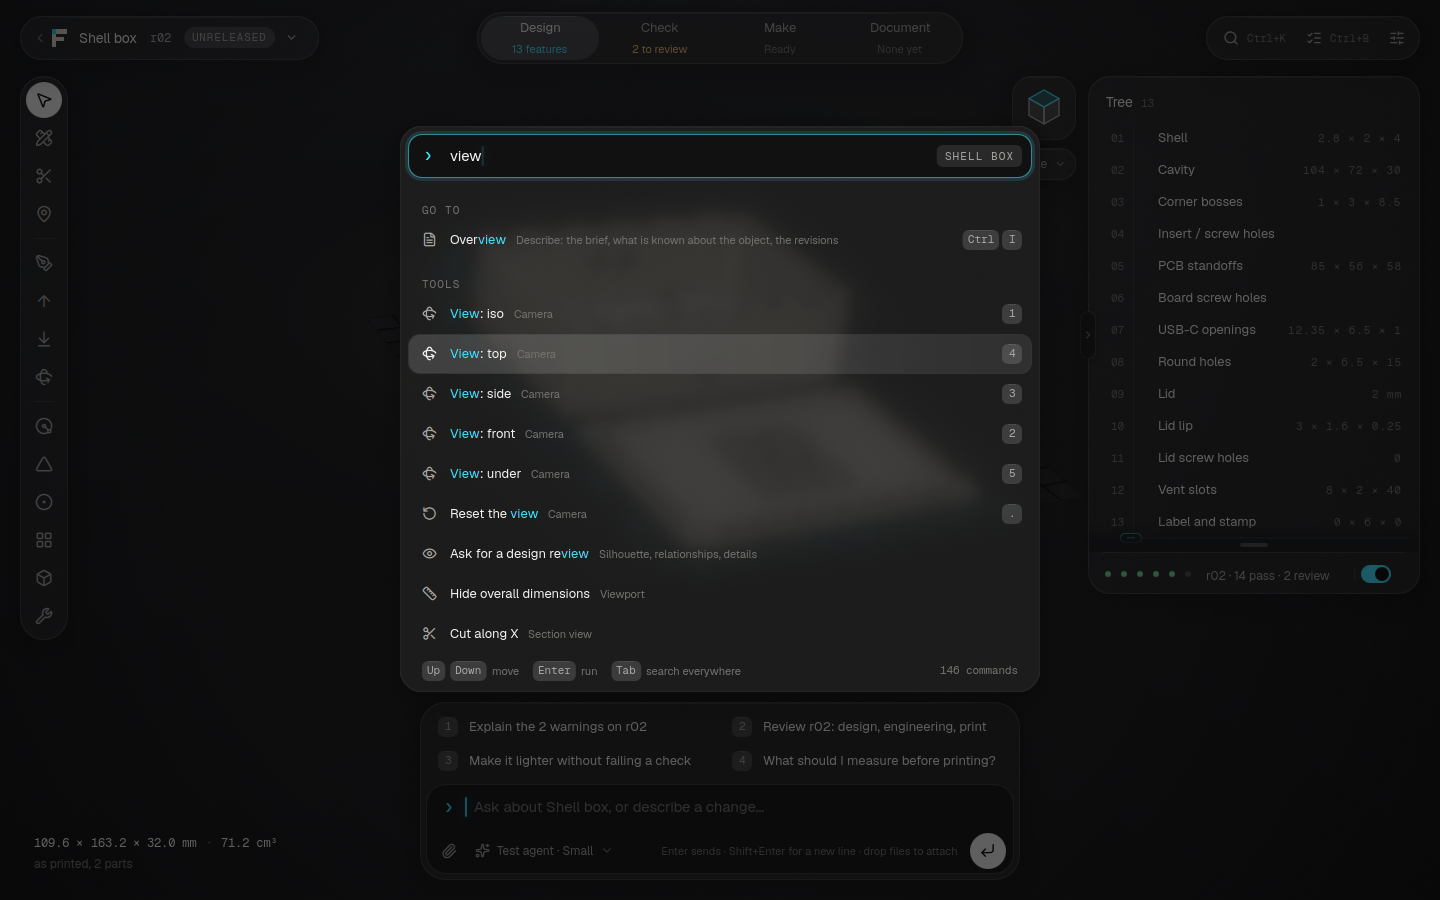 Shell box r02 UNRELEASED
Design
13 features
Check
2 to review
Make
Ready
Document
None yet
Ctrl+K
Ctrl+B
view
SHELL BOX
GO TO
Overview Describe: the brief, what is known about the object, the revisions Ctrl I
TOOLS
View: iso Camera 1
View: top Camera 4
View: side Camera 3
View: front Camera 2
View: under Camera 5
Reset the view Camera .
Ask for a design review Silhouette, relationships, details
Hide overall dimensions Viewport
Cut along X Section view
Up Down move Enter run Tab search everywhere 146 commands
Tree 13
01 Shell 2.8 × 2 × 4
02 Cavity 104 × 72 × 30
03 Corner bosses 1 × 3 × 8.5
04 Insert / screw holes
05 PCB standoffs 85 × 56 × 58
06 Board screw holes
07 USB-C openings 12.35 × 6.5 × 1
08 Round holes 2 × 6.5 × 15
09 Lid 2 mm
10 Lid lip 3 × 1.6 × 0.25
11 Lid screw holes 0
12 Vent slots 8 × 2 × 40
13 Label and stamp 0 × 6 × 0
r02 · 14 pass · 2 review
1 Explain the 2 warnings on r02
2 Review r02: design, engineering, print
3 Make it lighter without failing a check
4 What should I measure before printing?
Ask about Shell box, or describe a change...
Test agent · Small
Enter sends · Shift+Enter for a new line · drop files to attach
109.6 × 163.2 × 32.0 mm · 71.2 cm³
as printed, 2 parts